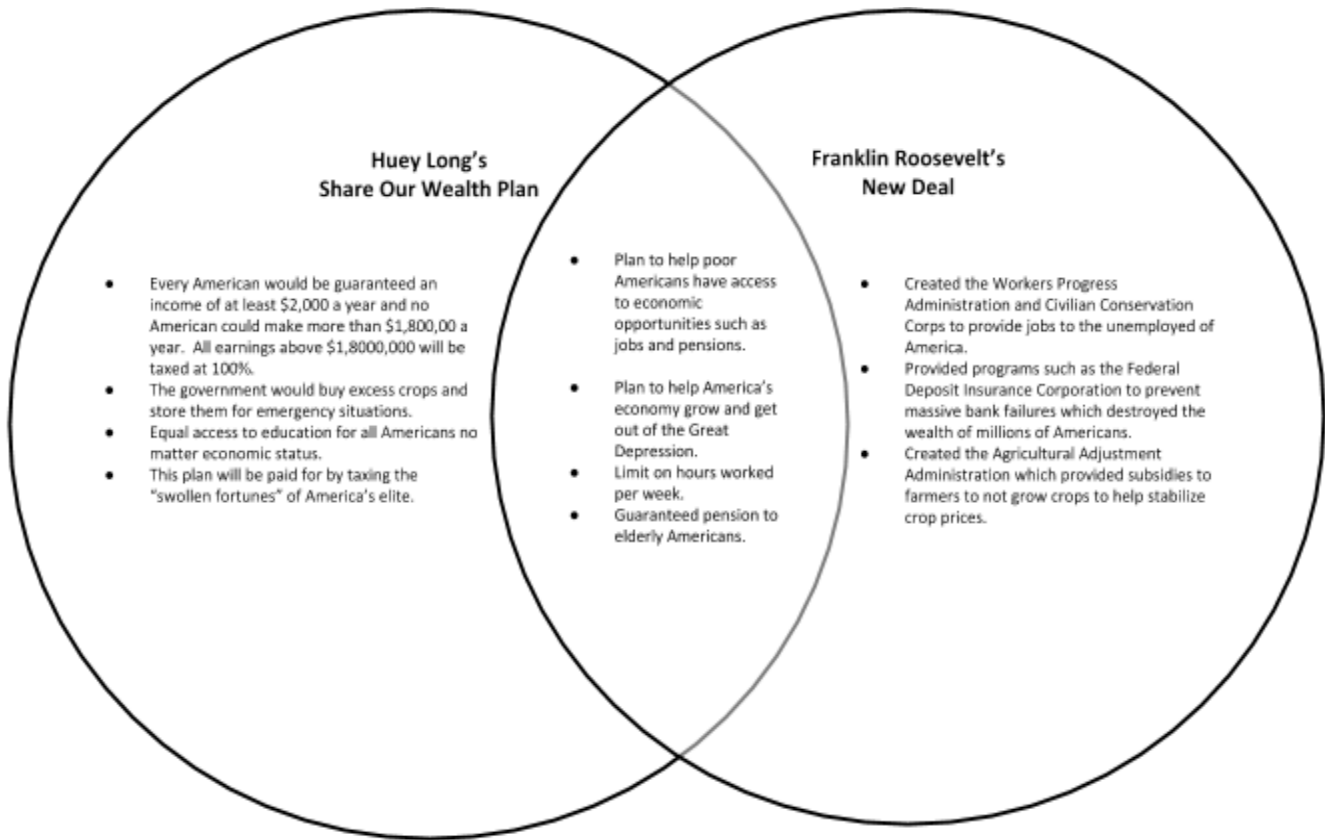 Huey Long's
Share Our Wealth Plan
● Every American would be guaranteed an
income of at least $2,000 a year and no
American could make more than $1,800,00 a
year. All earnings above $1,8000,000 will be
taxed at 100%.
● The government would buy excess crops and
store them for emergency situations.
● Equal access to education for all Americans no
matter economic status.
● This plan will be paid for by taxing the
“swollen fortunes” of America's elite.
● Plan to help poor
Americans have access
to economic
opportunities such as
jobs and pensions.
● Plan to help America's
economy grow and get
out of the Great
Depression.
● Limit on hours worked
per week.
● Guaranteed pension to
elderly Americans.
Franklin Roosevelt's
New Deal
● Created the Workers Progress
Administration and Civilian Conservation
Corps to provide jobs to the unemployed of
America.
● Provided programs such as the Federal
Deposit Insurance Corporation to prevent
massive bank failures which destroyed the
wealth of millions of Americans.
● Created the Agricultural Adjustment
Administration which provided subsidies to
farmers to not grow crops to help stabilize
crop prices.